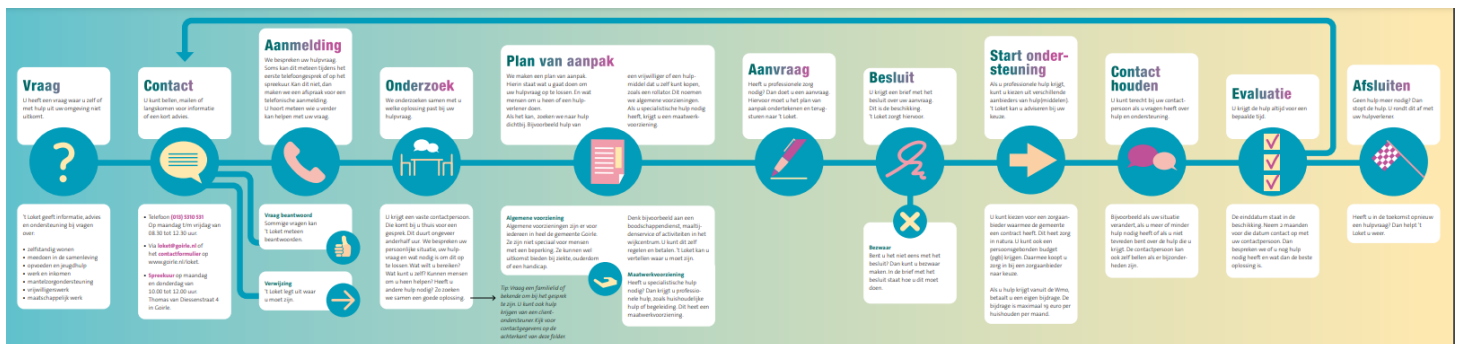 Vraag
U heeft een vraag waar u zelf of
met hulp uit uw omgeving niet
uitkomt.
't Loket geeft informatie, advies
en ondersteuning bij vragen
over:
• zelfstandig wonen
• meedoen in de samenleving
• opvoeden en jeugdhulp
• werk en inkomen
• mantelzorgondersteuning
• vrijwilligerswerk
• maatschappelijk werk
Contact
U kunt bellen, mailen of
langskomen voor informatie
of een kort advies.
• Telefoon (013) 5310 531
Op maandag t/m vrijdag van
08.30 tot 12.30 uur.
• Via loket@goirle.nl of
het contactformulier op
www.goirle.nl/loket.
• Spreekuur op maandag
en donderdag van
10.00 tot 12.00 uur.
Thomas van Diessenstraat 4
in Goirle.
Aanmelding
We bespreken uw hulpvraag.
Soms kan dit meteen tijdens het
eerste telefoongesprek of op het
spreekuur. Kan dit niet, dan
maken we een afspraak voor een
telefonische aanmelding.
U hoort meteen wie u verder
kan helpen met uw vraag.
Vraag beantwoord
Sommige vragen kan
't Loket meteen
beantwoorden.
Verwijzing
't Loket legt uit waar
u moet zijn.
Onderzoek
We onderzoeken samen met u
welke oplossing past bij uw
hulpvraag.
U krijgt een vaste contactpersoon.
Die komt bij u thuis voor een
gesprek. Dit duurt ongeveer
anderhalf uur. We bespreken uw
persoonlijke situatie, uw hulp-
vraag en wat nodig is om dit op
te lossen. Wat wilt u bereiken?
Wat kunt u zelf? Kunnen mensen
om u heen helpen? Heeft u
andere hulp nodig? Zo zoeken
we samen een goede oplossing.
Plan van aanpak
We maken een plan van aanpak.
Hierin staat wat u gaat doen om
uw hulpvraag op te lossen. En wat
mensen om u heen of een hulp-
verlener doen.
Als het kan, zoeken we naar hulp
dichtbij. Bijvoorbeeld hulp van
een vrijwilliger of een hulp-
middel dat u zelf kunt kopen,
zoals een rollator. Dit noemen
we algemene voorzieningen.
Als u specialistische hulp nodig
heeft, krijgt u een maatwerk-
voorziening.
Algemene voorziening
Algemene voorzieningen zijn er voor
iedereen in heel de gemeente Goirle.
Ze zijn niet speciaal voor mensen
met een beperking. Ze kunnen wel
uitkomst bieden bij ziekte, ouderdom
of een handicap.
Denk bijvoorbeeld aan een
boodschappendienst, maaltij-
denservice of activiteiten in het
wijkcentrum. U kunt dit zelf
regelen en betalen. 't Loket kan u
vertellen waar u moet zijn.
Maatwerkvoorziening
Heeft u specialistische hulp
nodig? Dan krijgt u professio-
nele hulp, zoals huishoudelijke
hulp of begeleiding. Dit heet een
maatwerkvoorziening.
Tip: Vraag een familielid of
bekende om bij het gesprek
te zijn. U kunt ook hulp
krijgen van een cliënt-
ondersteuner. Kijk voor
contactgegevens op de
achterkant van deze folder
Aanvraag
Heeft u professionele zorg
nodig? Dan doet u een aanvraag.
Hiervoor moet u het plan van
aanpak ondertekenen en terug-
sturen naar 't Loket.
Besluit
U krijgt een brief met het
besluit over uw aanvraag.
Dit is de beschikking.
't Loket zorgt hiervoor.
Bezwaar
Bent u het niet eens met het
besluit? Dan kunt u bezwaar
maken. In de brief met het
besluit staat hoe u dit moet
doen.
Start onder-
steuning
Als u professionele hulp krijgt,
kunt u kiezen uit verschillende
aanbieders van hulp(middelen).
't Loket kan u adviseren bij uw
keuze.
U kunt kiezen voor een zorgaan-
bieder waarmee de gemeente
een contract heeft. Dit heet zorg
in natura. U kunt ook een
persoonsgebonden budget
(pgb) krijgen. Daarmee koopt u
zorg in bij een zorgaanbieder
naar keuze.
Als u hulp krijgt vanuit de Wmo,
betaalt u een eigen bijdrage. De
bijdrage is maximaal 19 euro per
huishouden per maand.
Contact
houden
U kunt terecht bij uw contact-
persoon als u vragen heeft over
hulp en ondersteuning.
Bijvoorbeeld als uw situatie
verandert, als u meer of minder
hulp nodig heeft of als u niet
tevreden bent over de hulp die u
krijgt. De contactpersoon kan
ook zelf bellen als er bijzonder-
heden zijn.
Evaluatie
U krijgt de hulp altijd voor een
bepaalde tijd.
De einddatum staat in de
beschikking. Neem 2 maanden
voor die datum contact op met
uw contactpersoon. Dan
bespreken we of u nog hulp
nodig heeft en wat dan de beste
oplossing is.
Afsluiten
Geen hulp meer nodig? Dan
stopt de hulp. U rondt dit af met
uw hulpverlener.
Heeft u in de toekomst opnieuw
een hulpvraag? Dan helpt 't
Loket u weer.